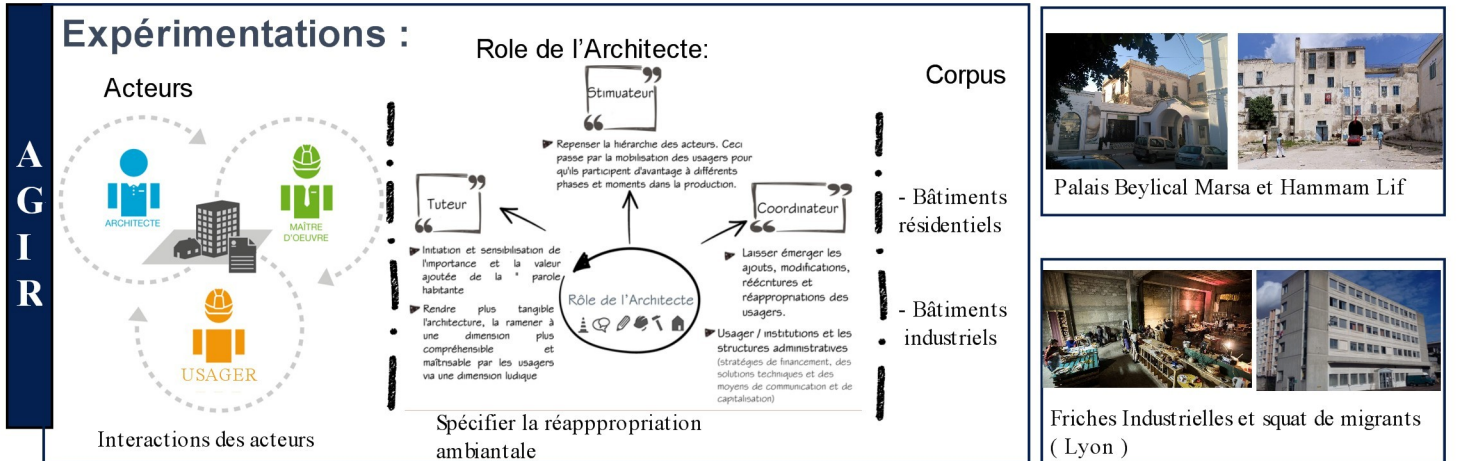 AGIR
Expérimentations :
Acteurs
ARCHITECTE
MAÎTRE
D'OEUVRE
USAGER
Interactions des acteurs
Role de l'Architecte:
Stimuateur
Repenser la hiérarchie des acteurs. Ceci
passe par la mobilisation des usagers pour
qu'ils participent d'avantage à différents
phases et moments dans la production.
Tuteur
Initiation et sensibilisation de
l'importance et la valeur
ajoutée de la " parole
habitante
Rendre plus tangible
l'architecture, la ramener à
une dimension plus
compréhensible et
maîtrisable par les usagers
via une dimension ludique
Coordinateur
Laisser émerger les
ajouts, modifications,
réécritures et
réappropriations des
usagers.
Usager / institutions et les
structures administratives
(stratégies de financement, des
solutions techniques et des
moyens de communication et de
capitalisation)
Rôle de l'Architecte
Spécifier la réapppropriation
ambiantale
Corpus
- Bâtiments
résidentiels
- Bâtiments
industriels
Palais Beylical Marsa et Hammam Lif
Friches Industrielles et squat de migrants
( Lyon )